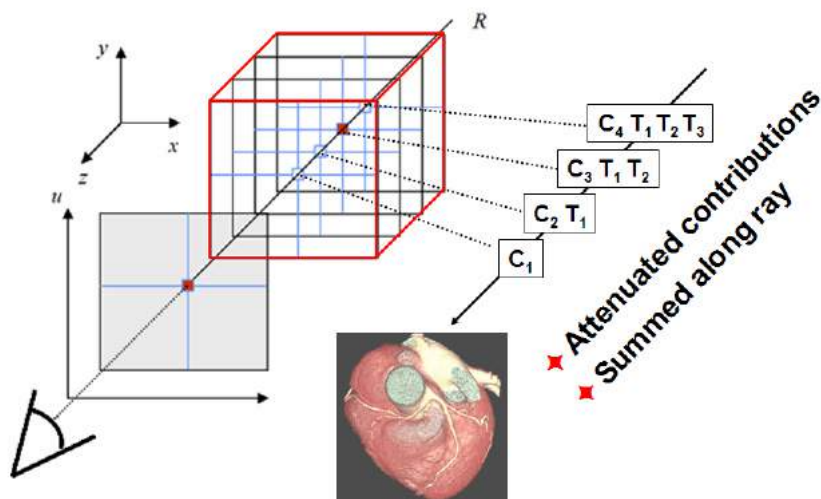 R
y
x
z
u
C4 T1 T2 T3
C3 T1 T2
C2 T1
C1
Attenuated contributions
Summed along ray